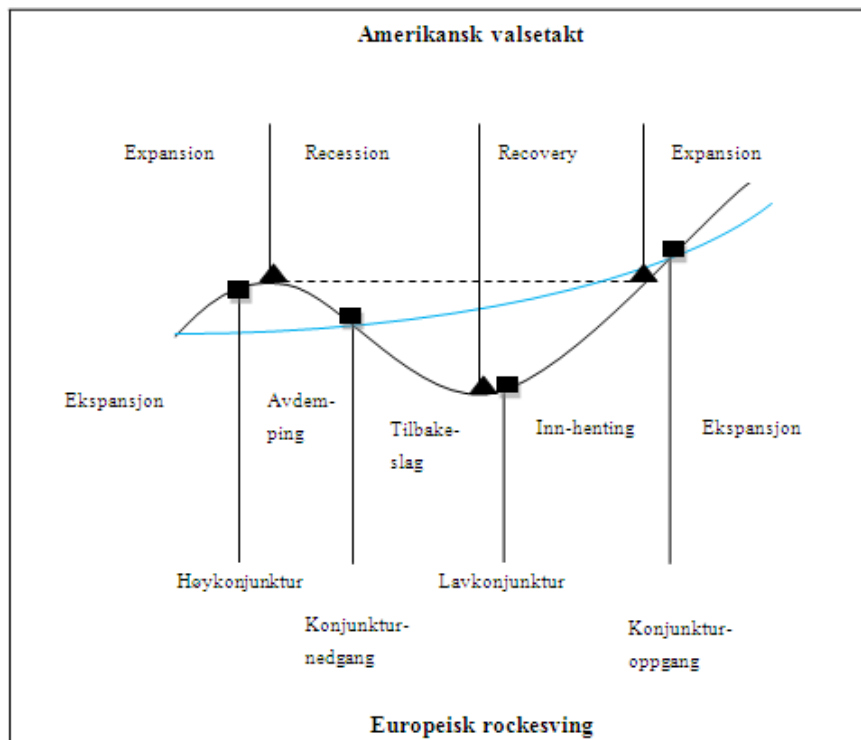 Amerikansk valsetakt
Expansion
Recession
Recovery
Expansion
Ekspansjon
Avdem-
ping
Tilbake-
slag
Inn-henting
Ekspansjon
Høykonjunktur
Lavkonjunktur
Konjunktur-
nedgang
Konjunktur-
oppgang
Europeisk rockesving